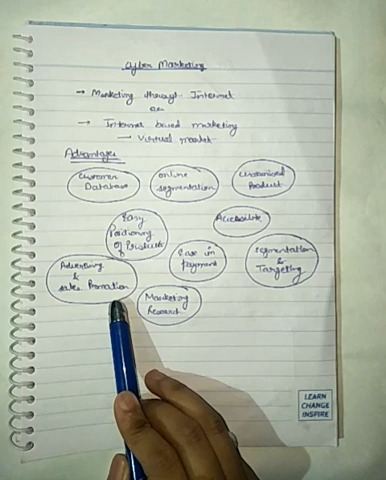 Cyber Marketing
→ Marketing through Internet
or
→ Internet based marketing
→ Virtual market
Advantages
Customer
Database
online
segmentation
Customized
Product
Easy
Positioning
of Products
Accessible
Ease in
Payment
Segmentation
&
Targeting
Advertising
&
sales Promotion
Marketing
Research
LEARN
CHANGE
INSPIRE